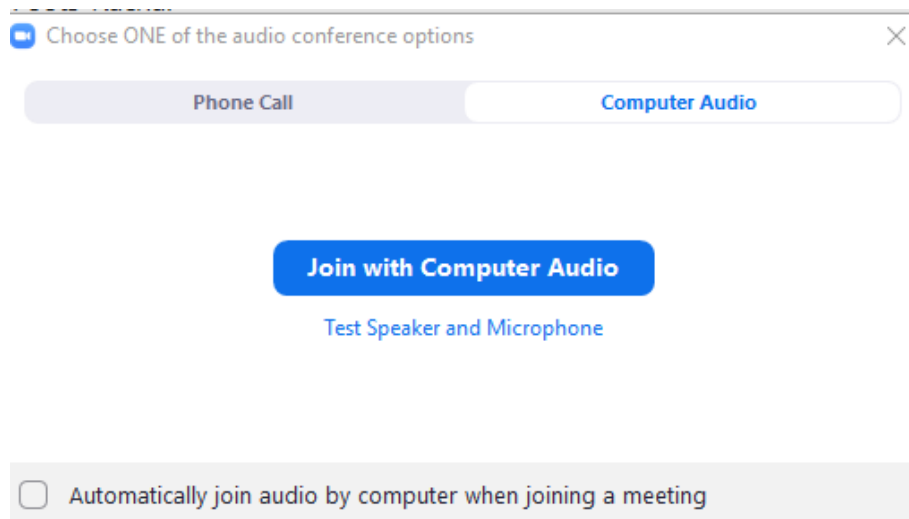 Choose ONE of the audio conference options
Phone Call Computer Audio
Join with Computer Audio
Test Speaker and Microphone
Automatically join audio by computer when joining a meeting